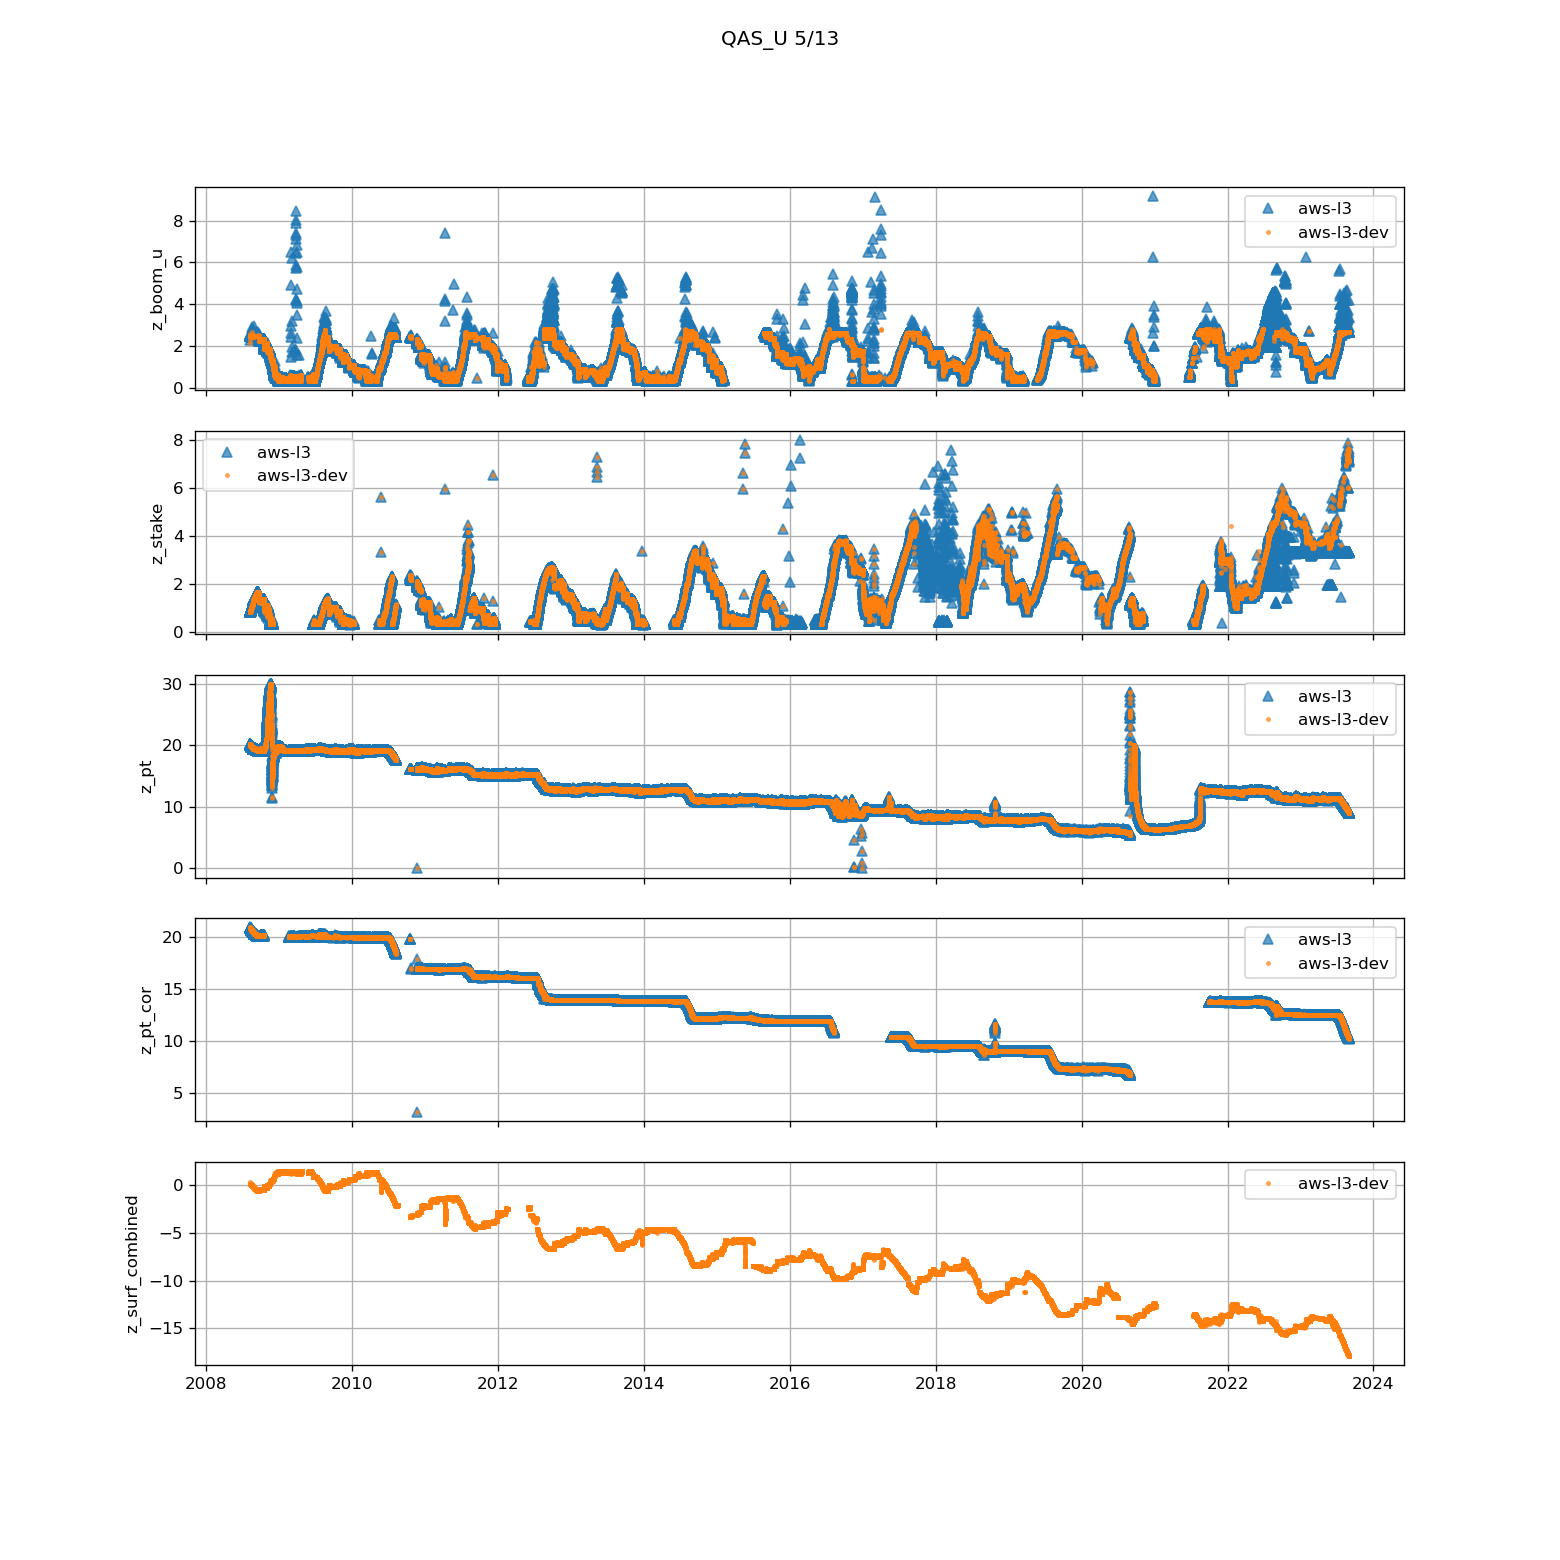 QAS_U 5/13
z_boom_u
8
6
4
2
0
aws-l3
aws-l3-dev
z_stake
8
6
4
2
0
aws-l3
aws-l3-dev
z_pt
30
20
10
0
aws-l3
aws-l3-dev
z_pt_cor
20
15
10
5
aws-l3
aws-l3-dev
z_surf_combined
0
−5
−10
−15
aws-l3-dev
2008 2010 2012 2014 2016 2018 2020 2022 2024